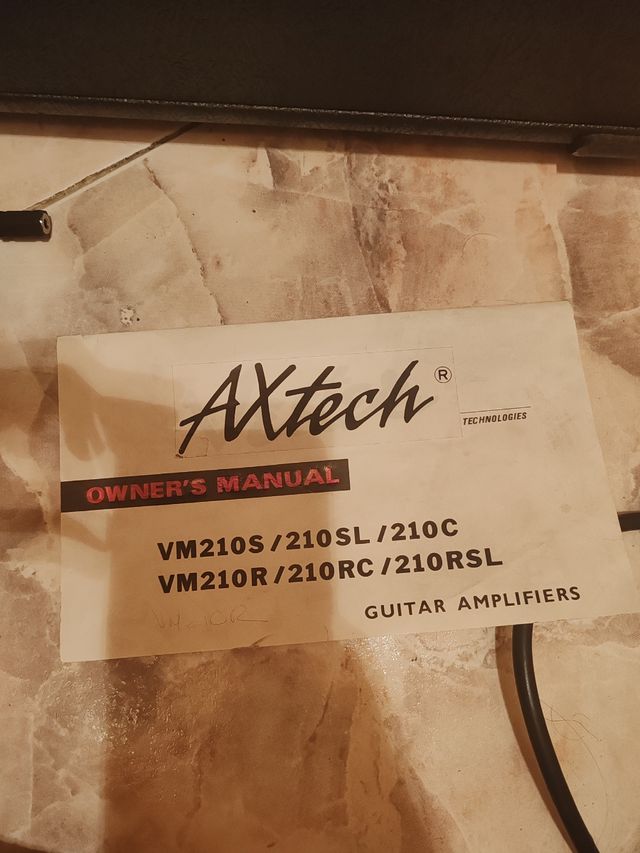 AXtech®
TECHNOLOGIES
OWNER'S MANUAL
VM210S/210SL/210C
VM210R/210RC/210RSL
GUITAR AMPLIFIERS